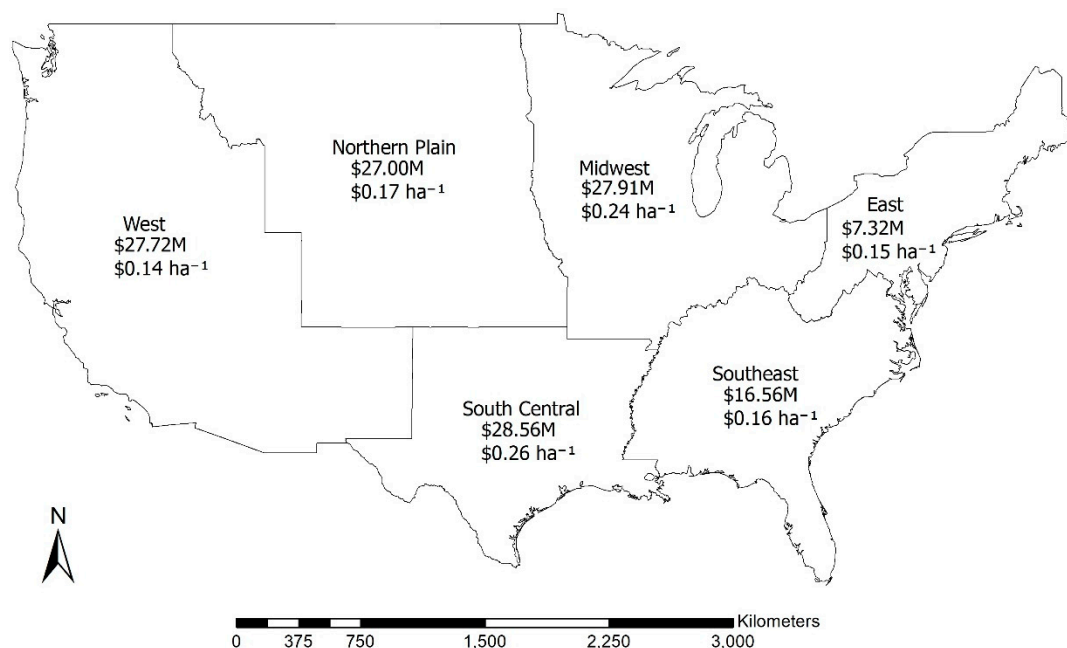 Northern Plain
$27.00M
$0.17 ha⁻¹
Midwest
$27.91M
$0.24 ha⁻¹
East
$7.32M
$0.15 ha⁻¹
West
$27.72M
$0.14 ha⁻¹
Southeast
$16.56M
$0.16 ha⁻¹
South Central
$28.56M
$0.26 ha⁻¹
N
Kilometers
0 375 750 1.500 2.250 3.000